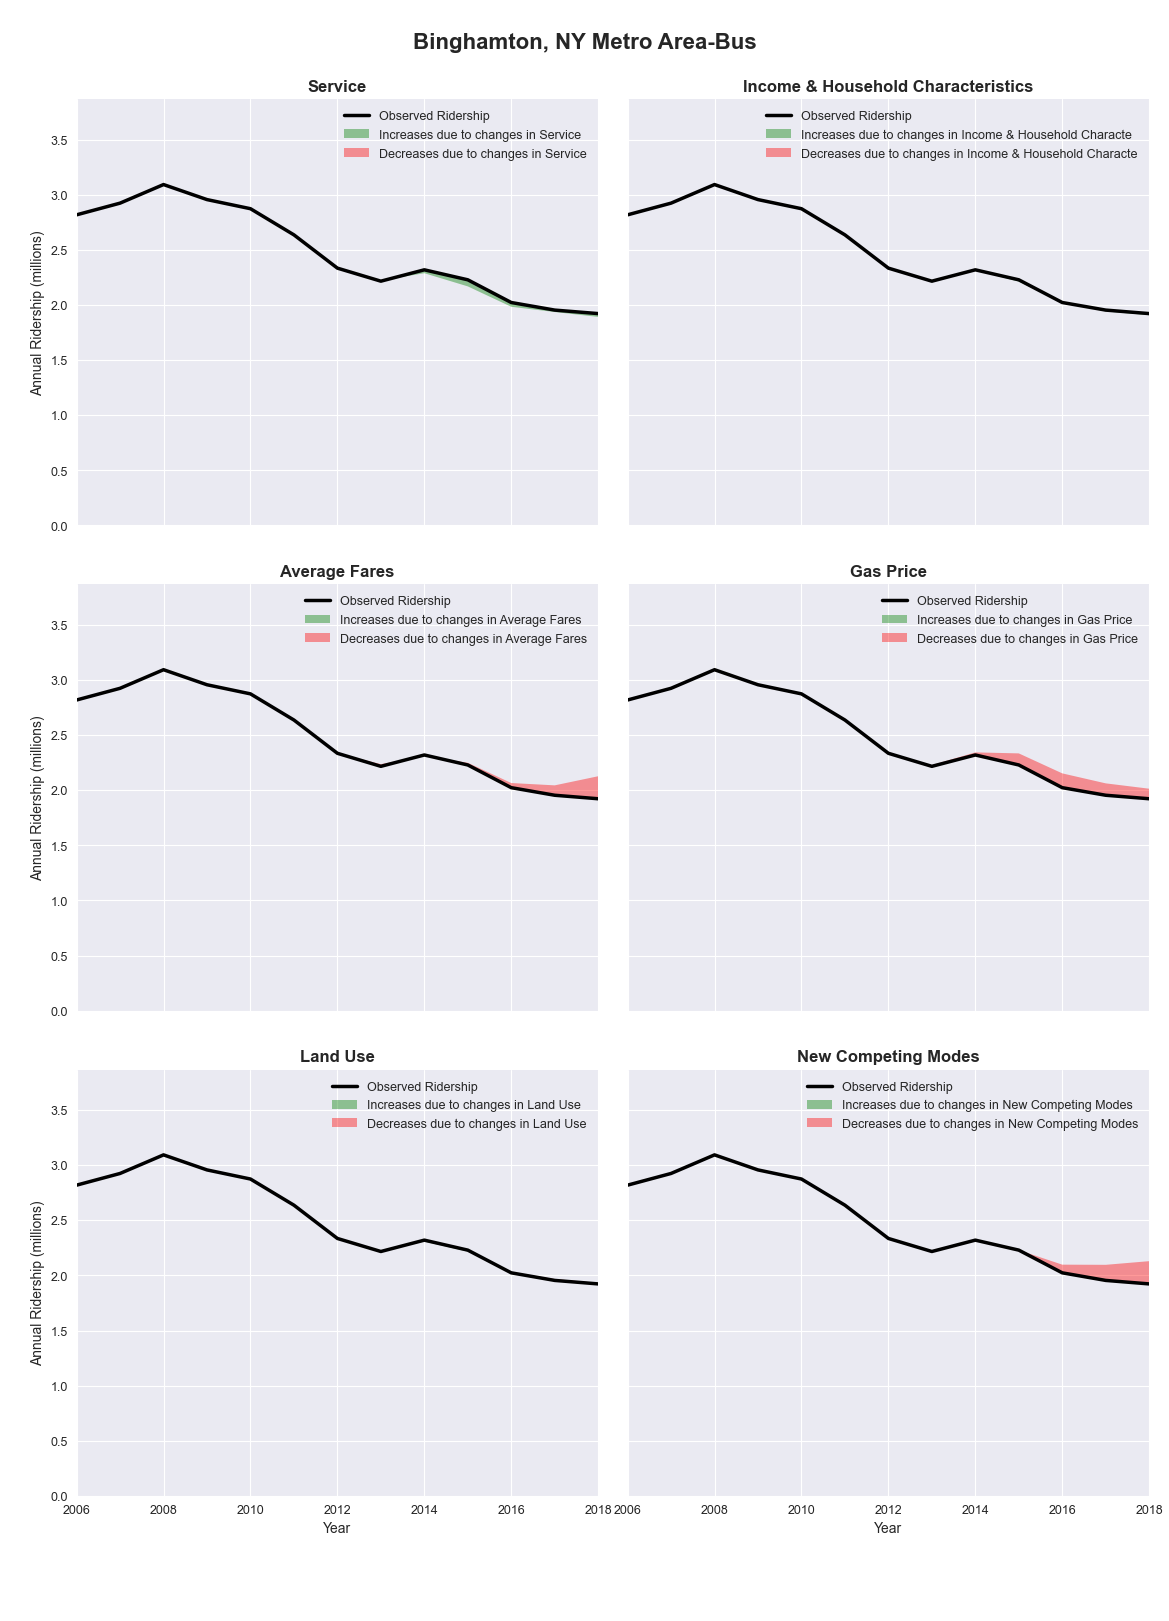 Binghamton, NY Metro Area-Bus
Service
Observed Ridership
Increases due to changes in Service
Decreases due to changes in Service
3.5
3.0
2.5
2.0
1.5
1.0
0.5
0.0
Annual Ridership (millions)
Income & Household Characteristics
Observed Ridership
Increases due to changes in Income & Household Characte
Decreases due to changes in Income & Household Characte
Average Fares
Observed Ridership
Increases due to changes in Average Fares
Decreases due to changes in Average Fares
3.5
3.0
2.5
2.0
1.5
1.0
0.5
0.0
Annual Ridership (millions)
Gas Price
Observed Ridership
Increases due to changes in Gas Price
Decreases due to changes in Gas Price
Land Use
Observed Ridership
Increases due to changes in Land Use
Decreases due to changes in Land Use
3.5
3.0
2.5
2.0
1.5
1.0
0.5
0.0
Annual Ridership (millions)
2006 2008 2010 2012 2014 2016 2018
Year
New Competing Modes
Observed Ridership
Increases due to changes in New Competing Modes
Decreases due to changes in New Competing Modes
2006 2008 2010 2012 2014 2016 2018
Year